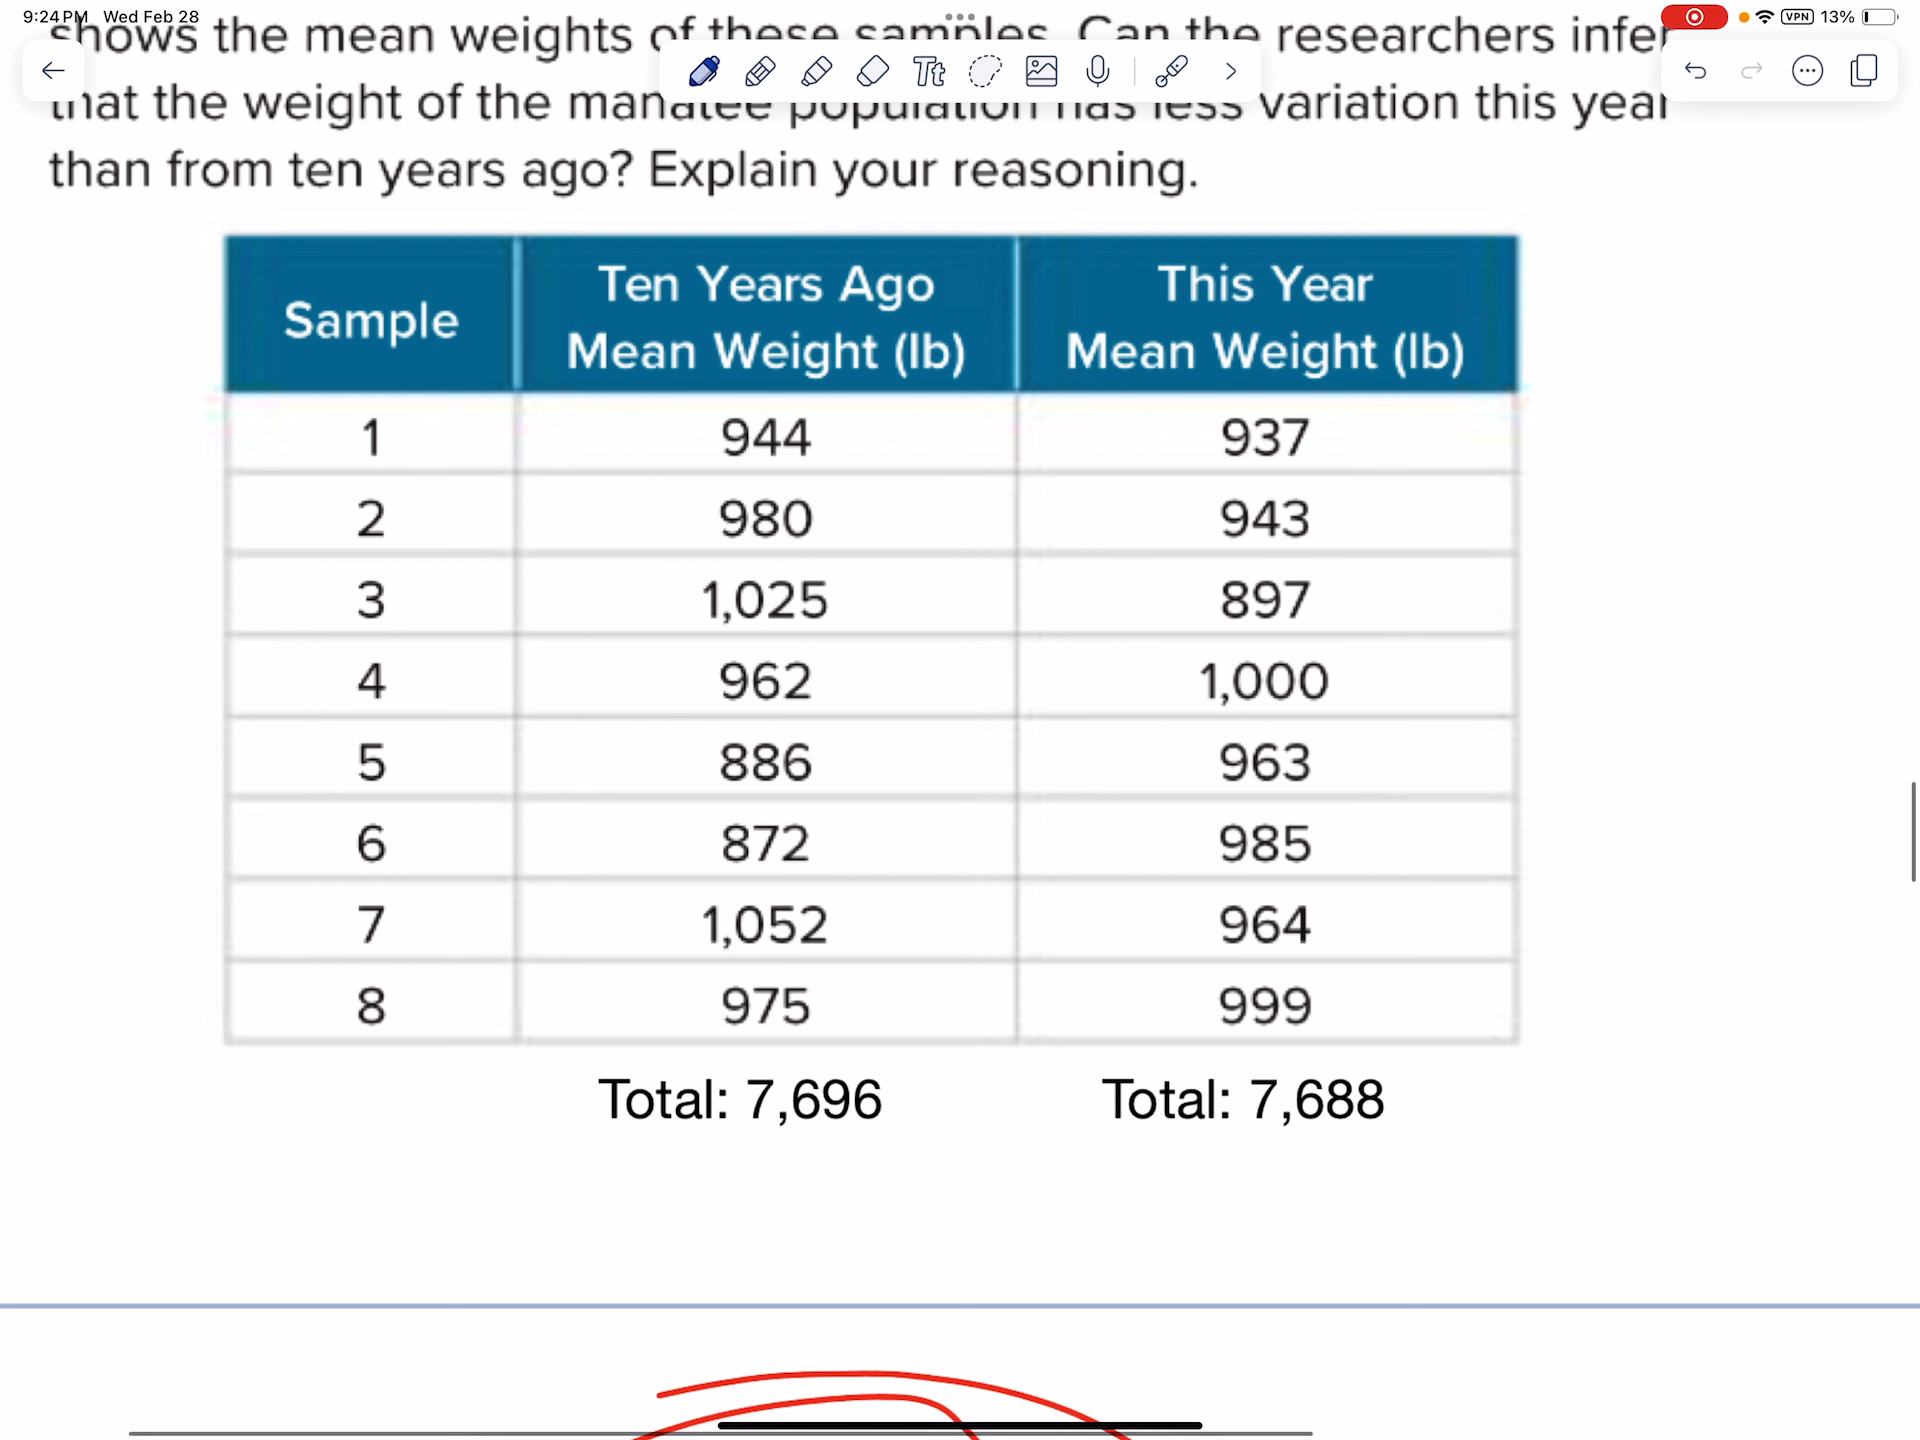 9:24 PM Wed Feb 28
VPN 13%
shows the mean weights of these samples. Can the researchers infer
that the weight of the manatee population has less variation this year
than from ten years ago? Explain your reasoning.
Tt
Sample
Ten Years Ago
Mean Weight (lb)
This Year
Mean Weight (lb)
1 944 937
2 980 943
3 1,025 897
4 962 1,000
5 886 963
6 872 985
7 1,052 964
8 975 999
Total: 7,696 Total: 7,688